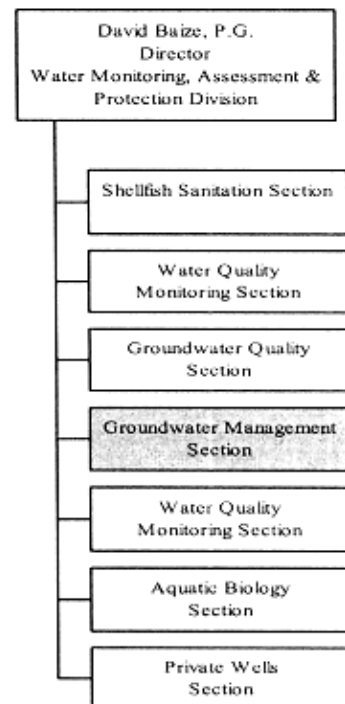 David Baize, P.G.
Director
Water Monitoring, Assessment &
Protection Division
Shellfish Sanitation Section
Water Quality
Monitoring Section
Groundwater Quality
Section
Groundwater Management
Section
Water Quality
Monitoring Section
Aquatic Biology
Section
Private Wells
Section